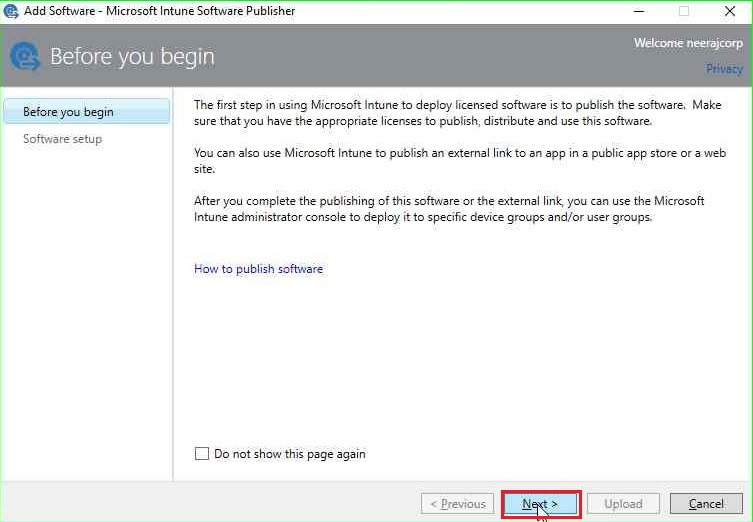 Add Software - Microsoft Intune Software Publisher
Before you begin
Welcome neerajcorp
Privacy
Before you begin
Software setup
The first step in using Microsoft Intune to deploy licensed software is to publish the software.  Make
sure that you have the appropriate licenses to publish, distribute and use this software.
You can also use Microsoft Intune to publish an external link to an app in a public app store or a web
site.
After you complete the publishing of this software or the external link, you can use the Microsoft
Intune administrator console to deploy it to specific device groups and/or user groups.
How to publish software
Do not show this page again
< Previous
Next >
Upload
Cancel